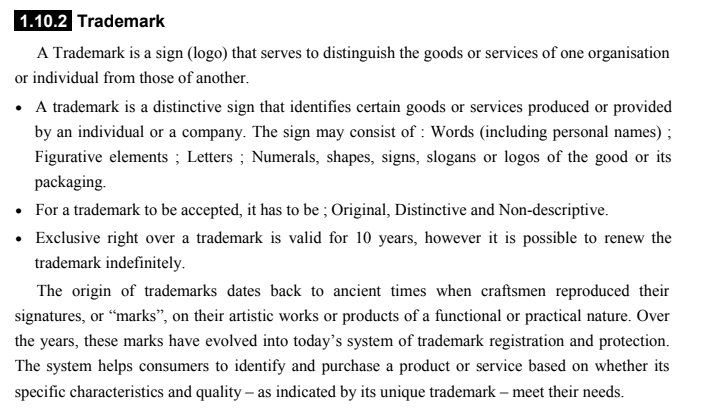 1.10.2 Trademark
A Trademark is a sign (logo) that serves to distinguish the goods or services of one organisation
or individual from those of another.
• A trademark is a distinctive sign that identifies certain goods or services produced or provided
by an individual or a company. The sign may consist of : Words (including personal names) ;
Figurative elements ; Letters ; Numerals, shapes, signs, slogans or logos of the good or its
packaging.
• For a trademark to be accepted, it has to be ; Original, Distinctive and Non-descriptive.
• Exclusive right over a trademark is valid for 10 years, however it is possible to renew the
trademark indefinitely.
The origin of trademarks dates back to ancient times when craftsmen reproduced their
signatures, or “marks”, on their artistic works or products of a functional or practical nature. Over
the years, these marks have evolved into today’s system of trademark registration and protection.
The system helps consumers to identify and purchase a product or service based on whether its
specific characteristics and quality – as indicated by its unique trademark – meet their needs.